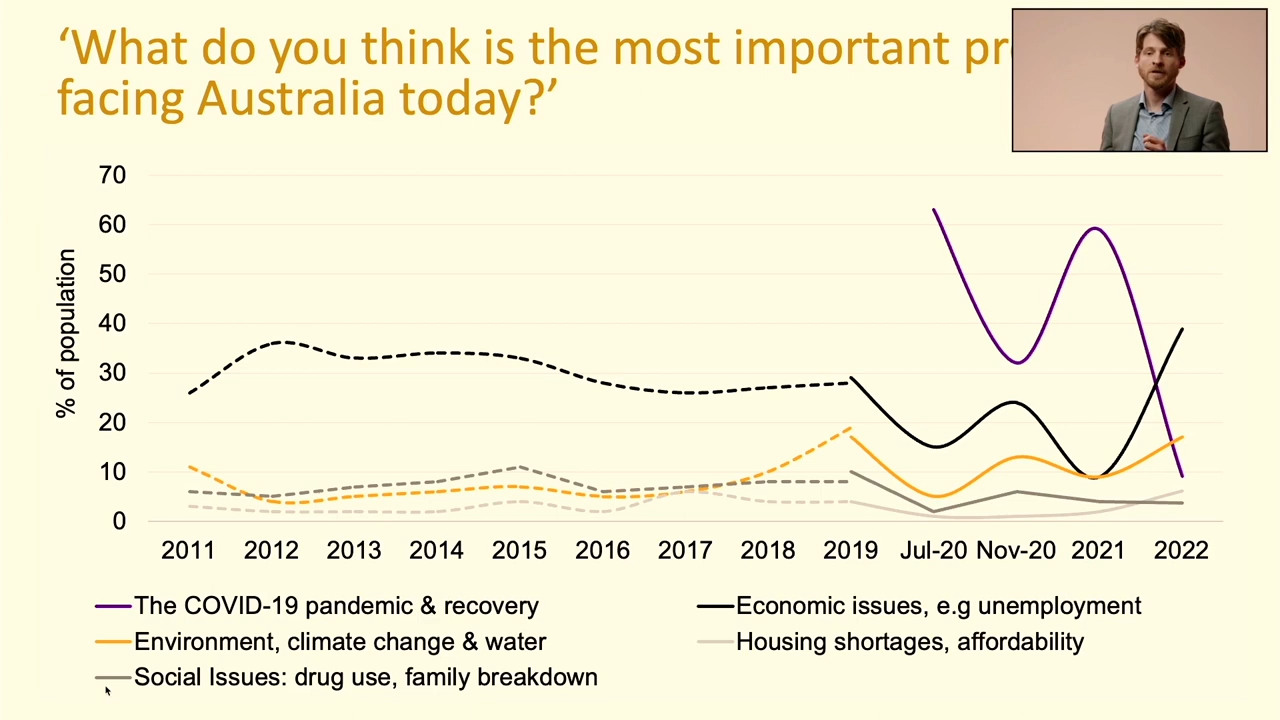 ‘What do you think is the most important
facing Australia today?’
% of population
70
60
50
40
30
20
10
0
2011 2012 2013 2014 2015 2016 2017 2018 2019 Jul-20 Nov-20 2021 2022
The COVID-19 pandemic & recovery
Economic issues, e.g unemployment
Environment, climate change & water
Housing shortages, affordability
Social Issues: drug use, family breakdown